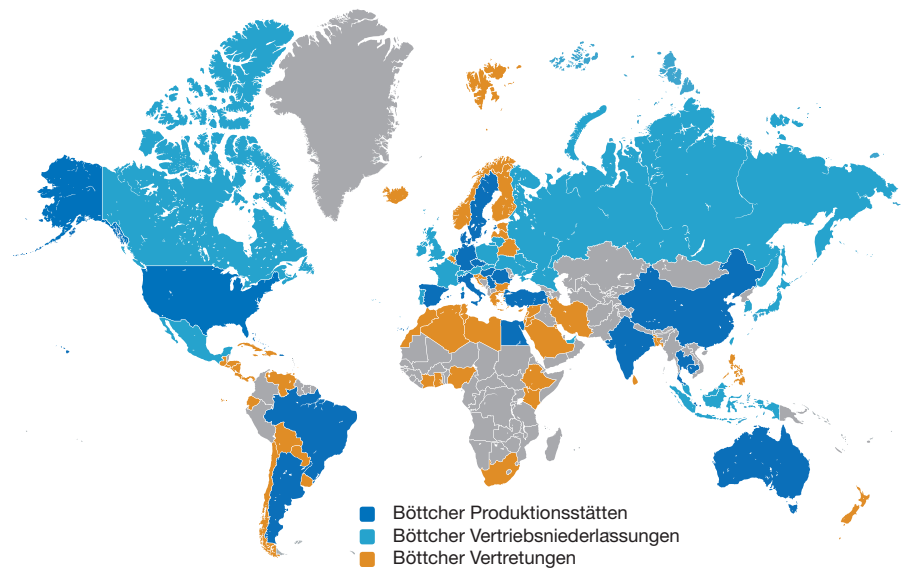 Böttcher Produktionsstätten
Böttcher Vertriebsniederlassungen
Böttcher Vertretungen